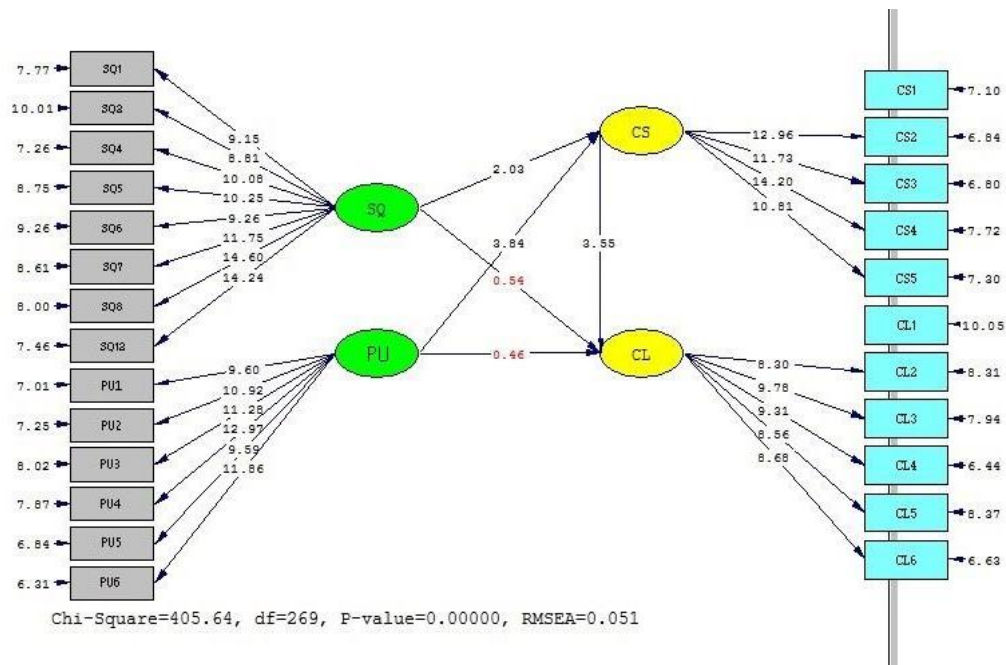 7.77 SQ1
10.01 SQ2
7.26 SQ4
8.75 SQ5
9.26 SQ6
8.61 SQ7
8.00 SQ8
7.46 SQ12
7.01 PU1
7.25 PU2
8.02 PU3
7.87 PU4
6.84 PU5
6.31 PU6
9.15
8.81
10.08
10.25
9.26
11.75
14.60
14.24
9.60
10.92
11.28
12.97
9.59
11.86
SQ
PU
2.03
3.84
3.55
0.54
0.46
CS
CL
12.96
11.73
14.20
10.81
8.30
9.78
9.31
8.56
8.68
CS1 7.10
CS2 6.84
CS3 6.80
CS4 7.72
CS5 7.30
CL1 10.05
CL2 8.31
CL3 7.94
CL4 6.44
CL5 8.37
CL6 6.63
Chi-Square=405.64, df=269, P-value=0.00000, RMSEA=0.051